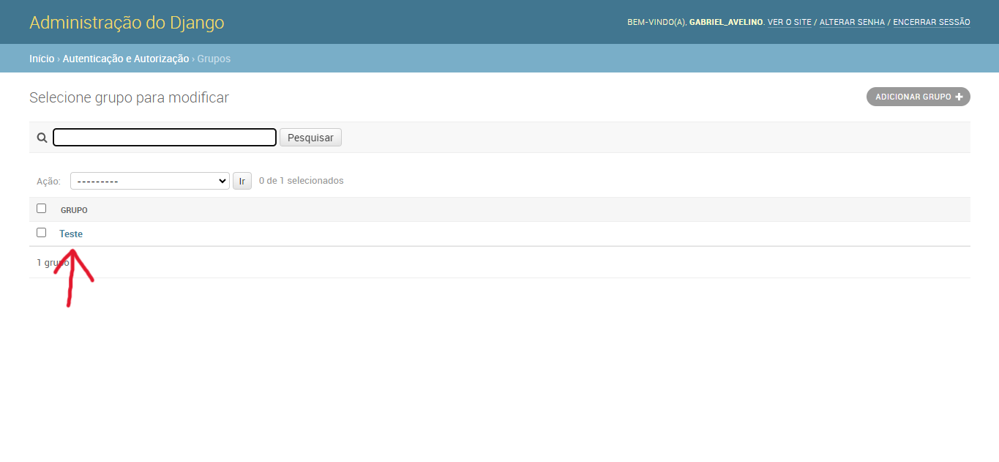 Administração do Django
BEM-VINDO(A), GABRIEL_AVELINO. VER O SITE / ALTERAR SENHA / ENCERRAR SESSÃO
Início › Autenticação e Autorização › Grupos
Selecione grupo para modificar
ADICIONAR GRUPO +
Pesquisar
Ação: --------- Ir 0 de 1 selecionados
GRUPO
Teste
1 grupo